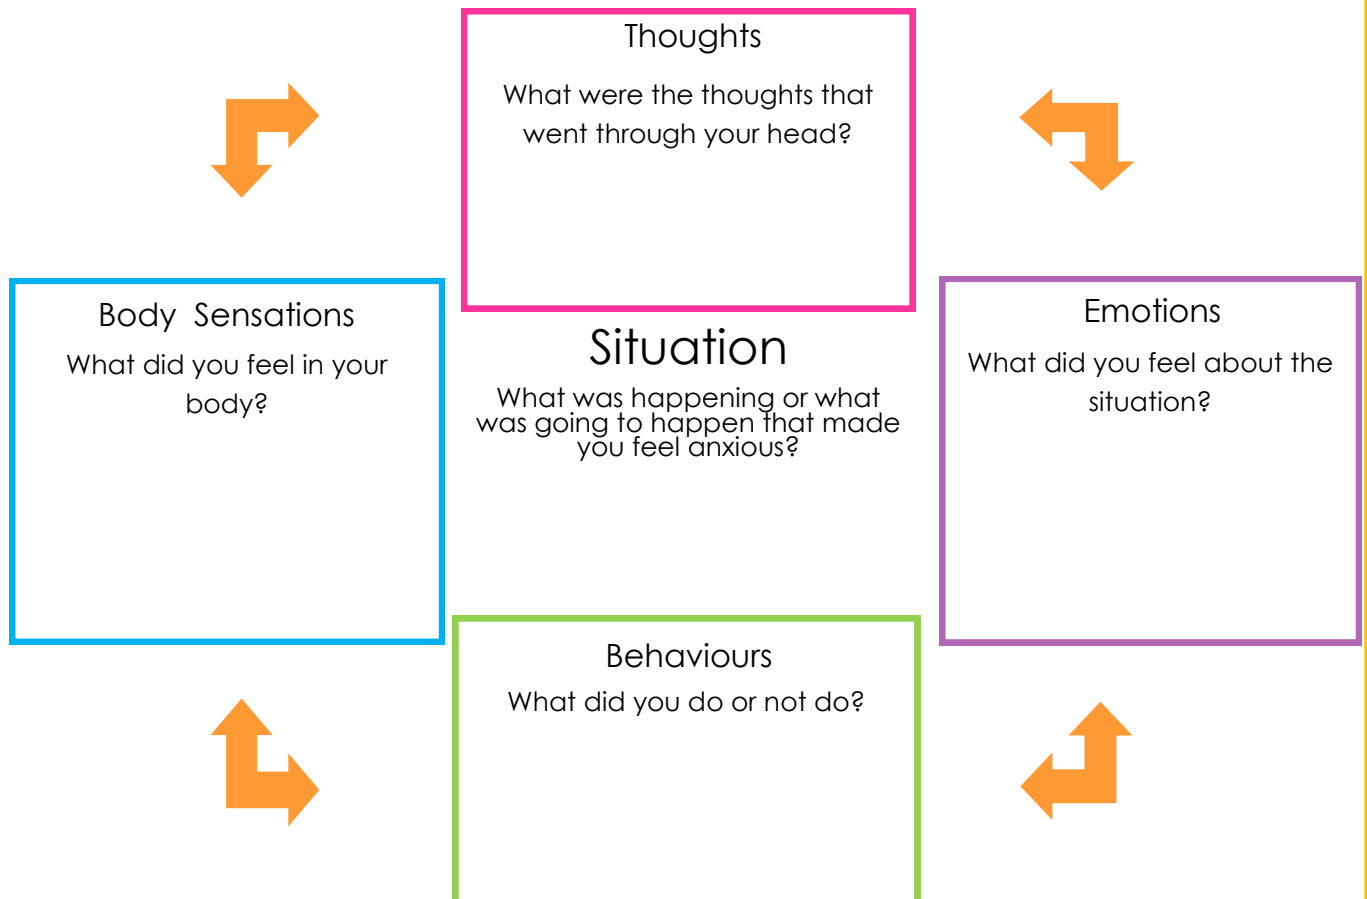 Thoughts
What were the thoughts that
went through your head?
Body Sensations
What did you feel in your
body?
Situation
What was happening or what
was going to happen that made
you feel anxious?
Emotions
What did you feel about the
situation?
Behaviours
What did you do or not do?